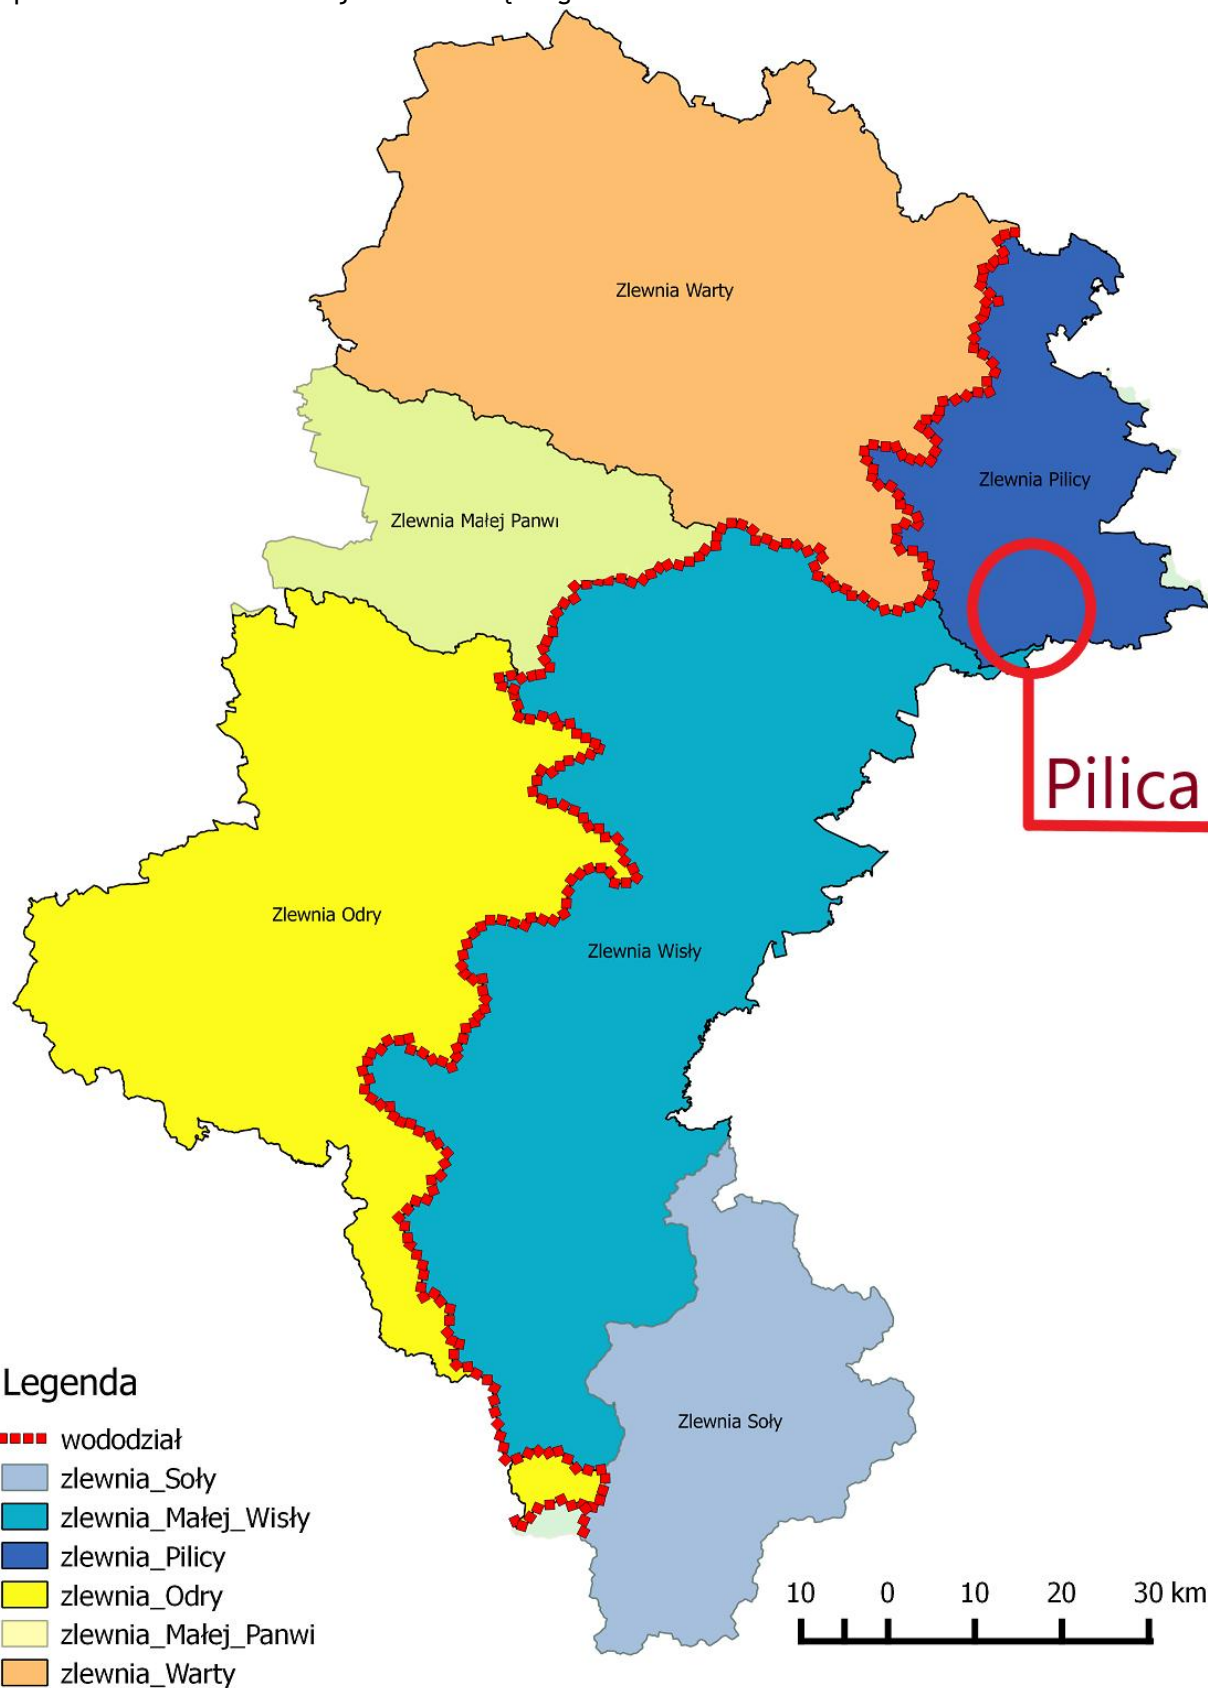 Zlewnia Warty
Zlewnia Pilicy
Zlewnia Małej Panwi
Pilica
Zlewnia Odry
Zlewnia Wisły
Zlewnia Soły
Legenda
wododział
zlewnia_Soły
zlewnia_Małej_Wisły
zlewnia_Pilicy
zlewnia_Odry
zlewnia_Małej_Panwi
zlewnia_Warty
10 0 10 20 30 km